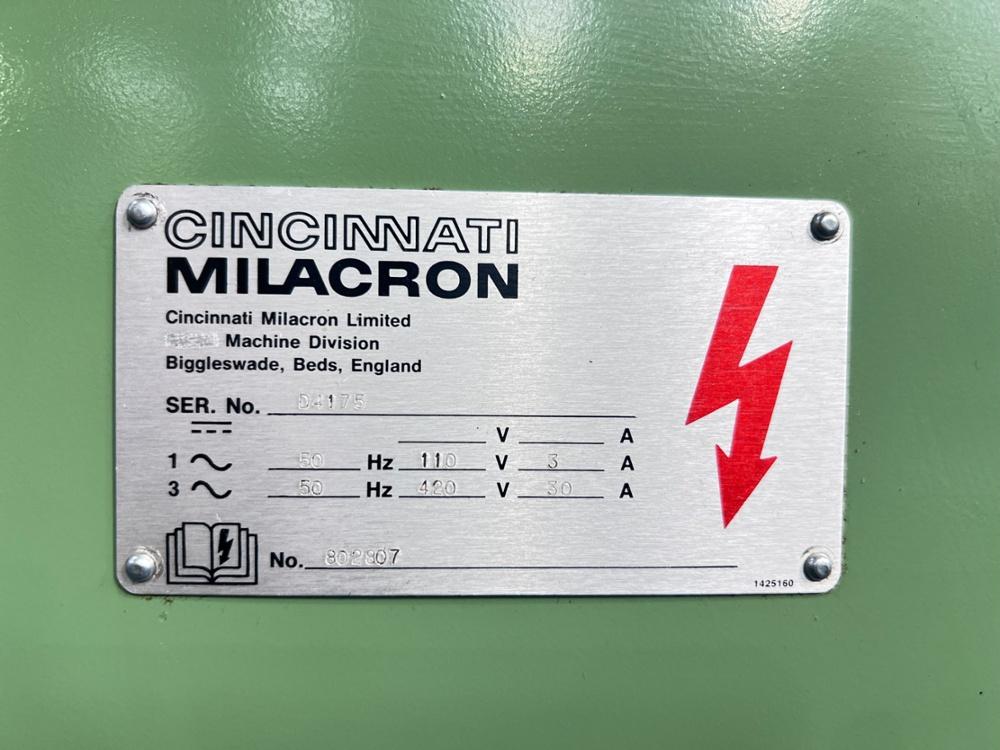 CINCINNATI
MILACRON
Cincinnati Milacron Limited
Machine Division
Biggleswade, Beds, England
SER. No. D4175
V A
1 50 Hz 110 V 3 A
3 50 Hz 420 V 30 A
No. 802807
1425160